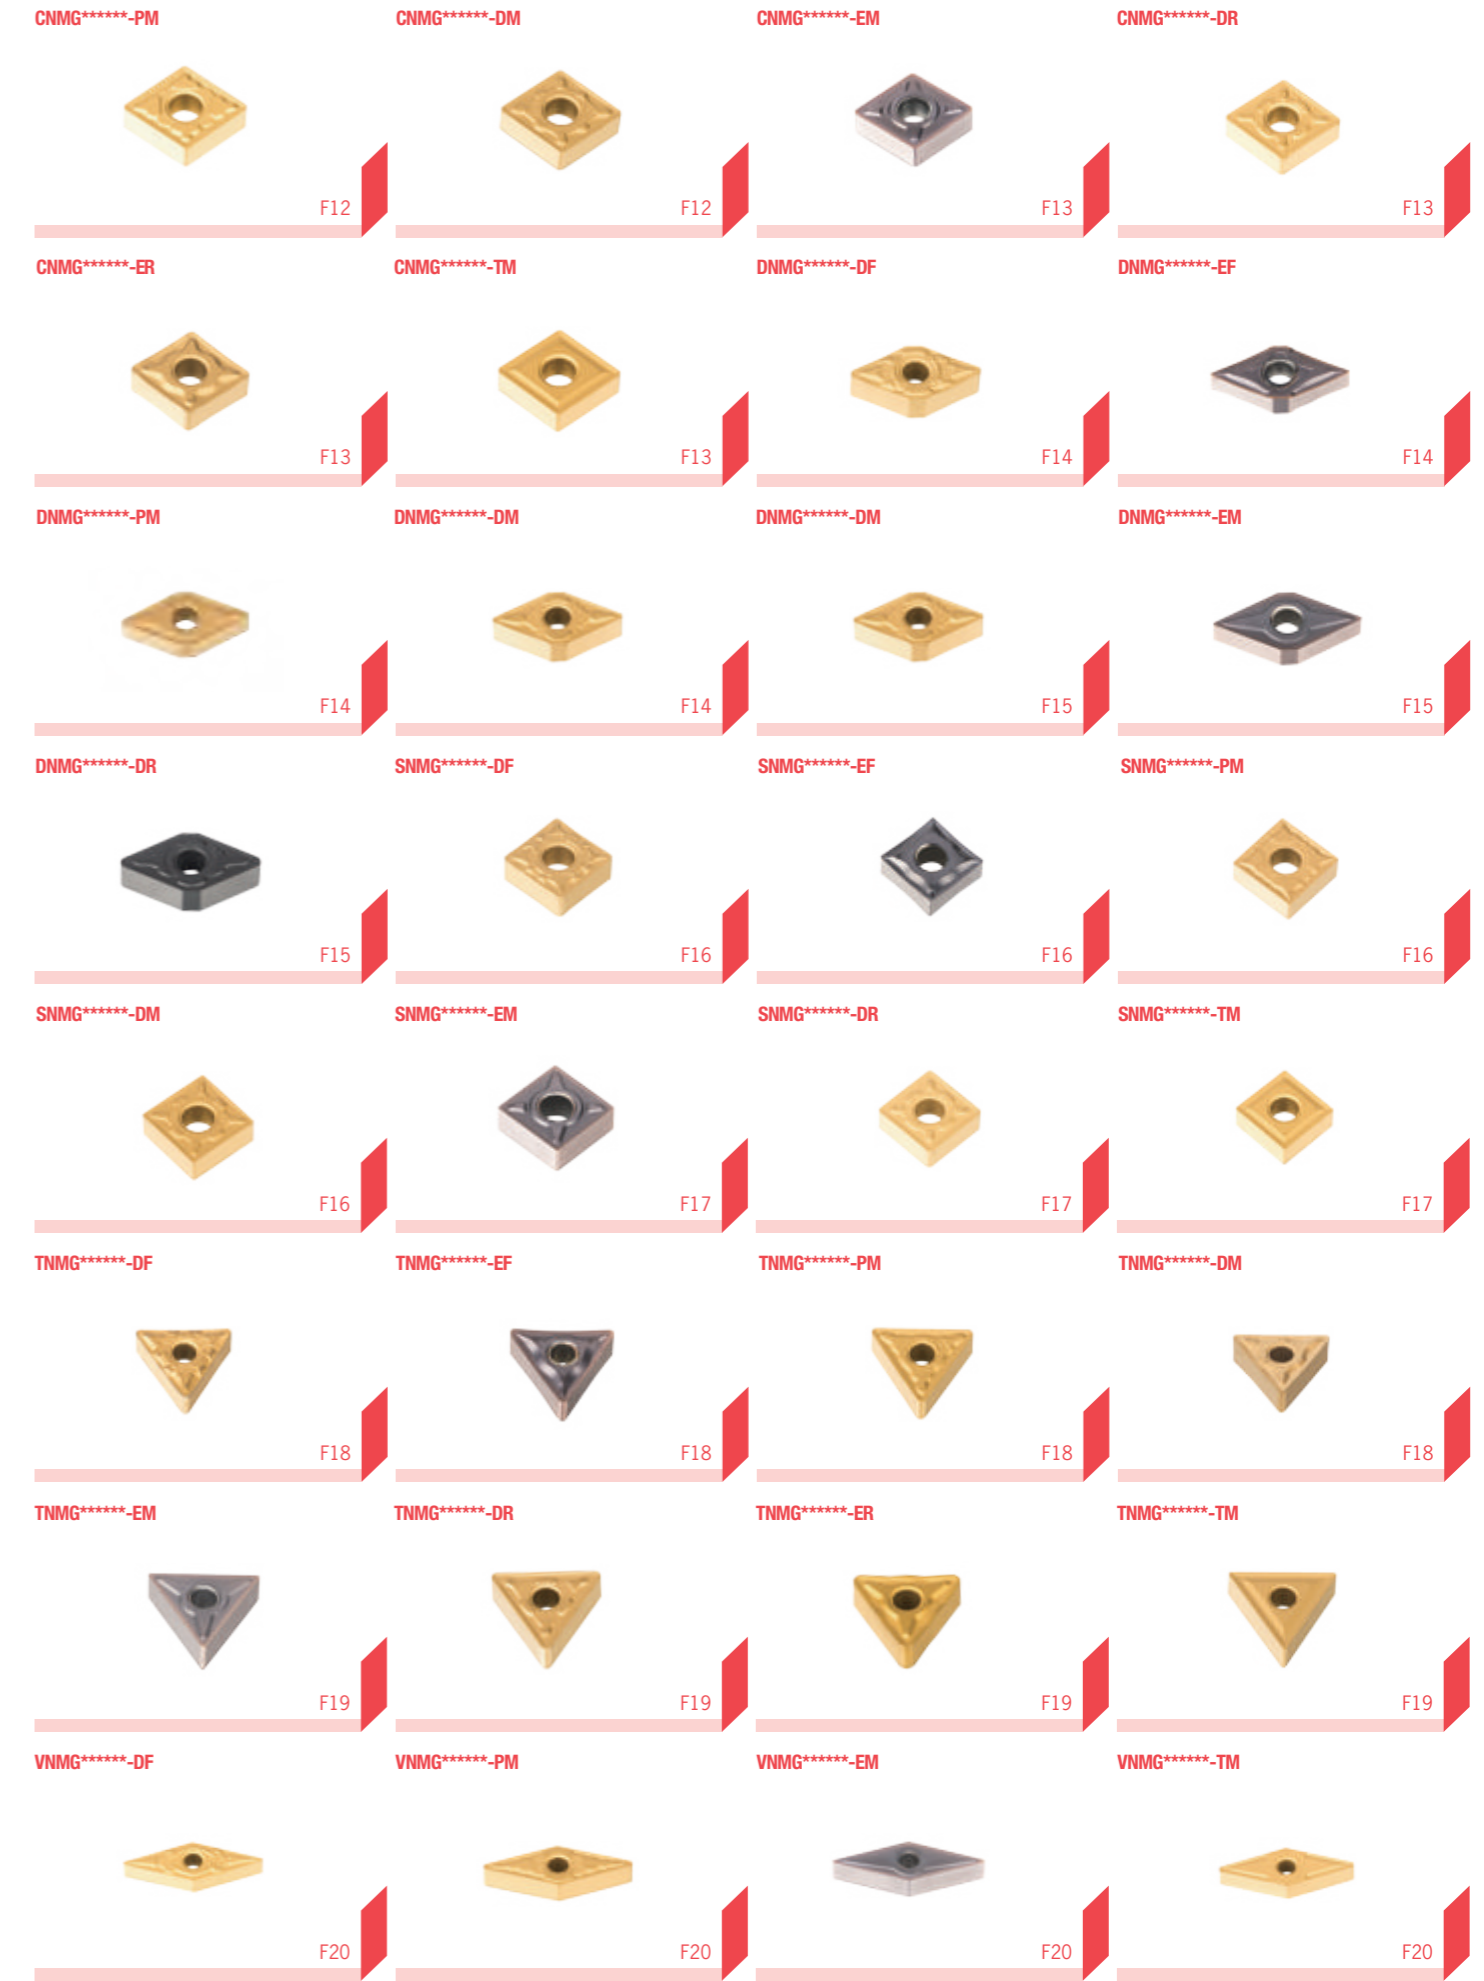 CNMG******-PM CNMG******-DM CNMG******-EM CNMG******-DR
F12 F12 F13 F13
CNMG******-ER CNMG******-TM DNMG******-DF DNMG******-EF
F13 F13 F14 F14
DNMG******-PM DNMG******-DM DNMG******-DM DNMG******-EM
F14 F14 F15 F15
DNMG******-DR SNMG******-DF SNMG******-EF SNMG******-PM
F15 F16 F16 F16
SNMG******-DM SNMG******-EM SNMG******-DR SNMG******-TM
F16 F17 F17 F17
TNMG******-DF TNMG******-EF TNMG******-PM TNMG******-DM
F18 F18 F18 F18
TNMG******-EM TNMG******-DR TNMG******-ER TNMG******-TM
F19 F19 F19 F19
VNMG******-DF VNMG******-PM VNMG******-EM VNMG******-TM
F20 F20 F20 F20